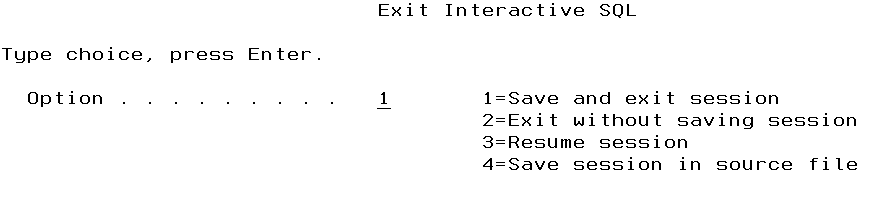 Exit Interactive SQL
Type choice, press Enter.
Option . . . . . . . . . 1 1=Save and exit session
2=Exit without saving session
3=Resume session
4=Save session in source file